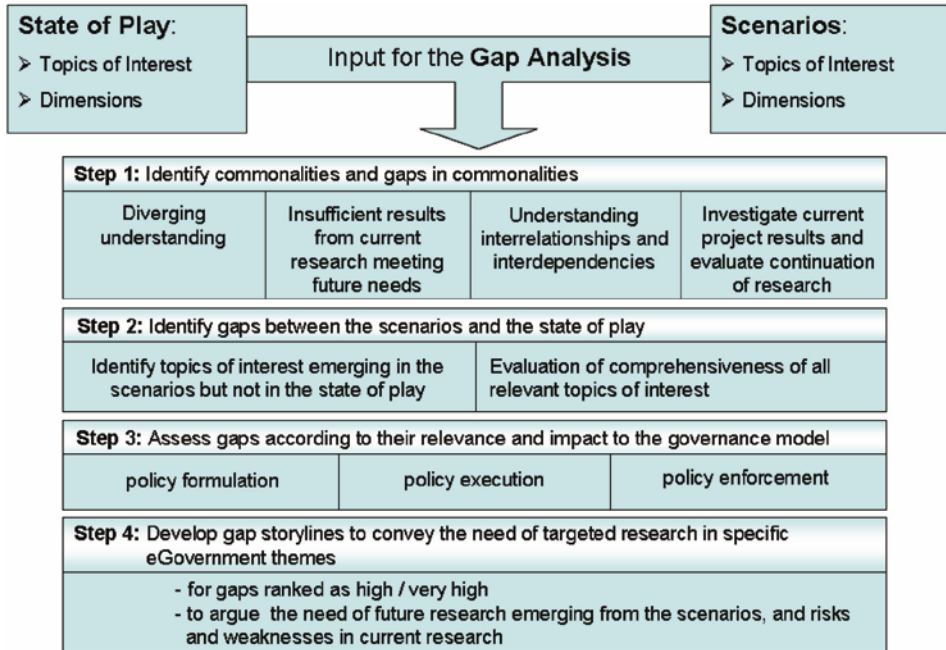 State of Play:
➢ Topics of Interest
➢ Dimensions
Input for the Gap Analysis
Scenarios:
➢ Topics of Interest
➢ Dimensions
Step 1: Identify commonalities and gaps in commonalities
Diverging
understanding
Insufficient results
from current
research meeting
future needs
Understanding
interrelationships and
interdependencies
Investigate current
project results and
evaluate continuation
of research
Step 2: Identify gaps between the scenarios and the state of play
Identify topics of interest emerging in the
scenarios but not in the state of play
Evaluation of comprehensiveness of all
relevant topics of interest
Step 3: Assess gaps according to their relevance and impact to the governance model
policy formulation
policy execution
policy enforcement
Step 4: Develop gap storylines to convey the need of targeted research in specific
eGovernment themes
- for gaps ranked as high / very high
- to argue the need of future research emerging from the scenarios, and risks
and weaknesses in current research